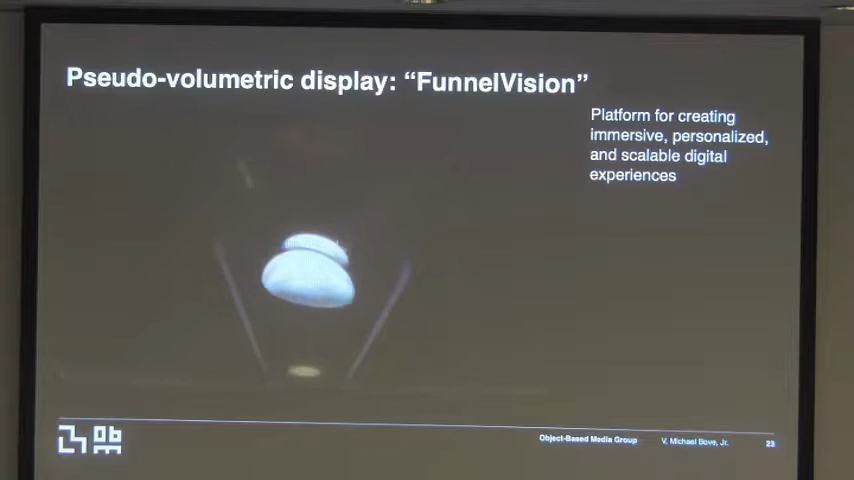 Pseudo-volumetric display: “FunnelVision”
Platform for creating
immersive, personalized,
and scalable digital
experiences
Object-Based Media Group V. Michael Bove, Jr. 23